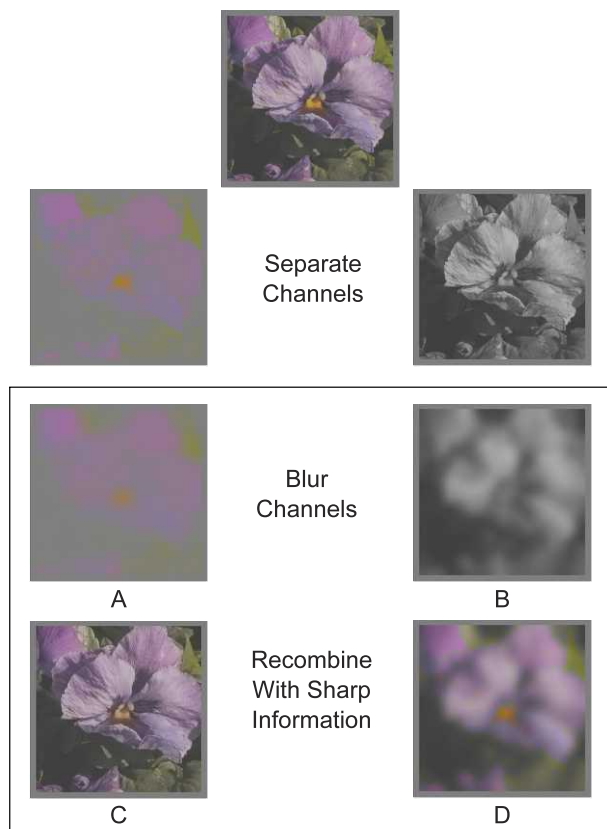 Separate
Channels
Blur
Channels
A
B
Recombine
With Sharp
Information
C
D